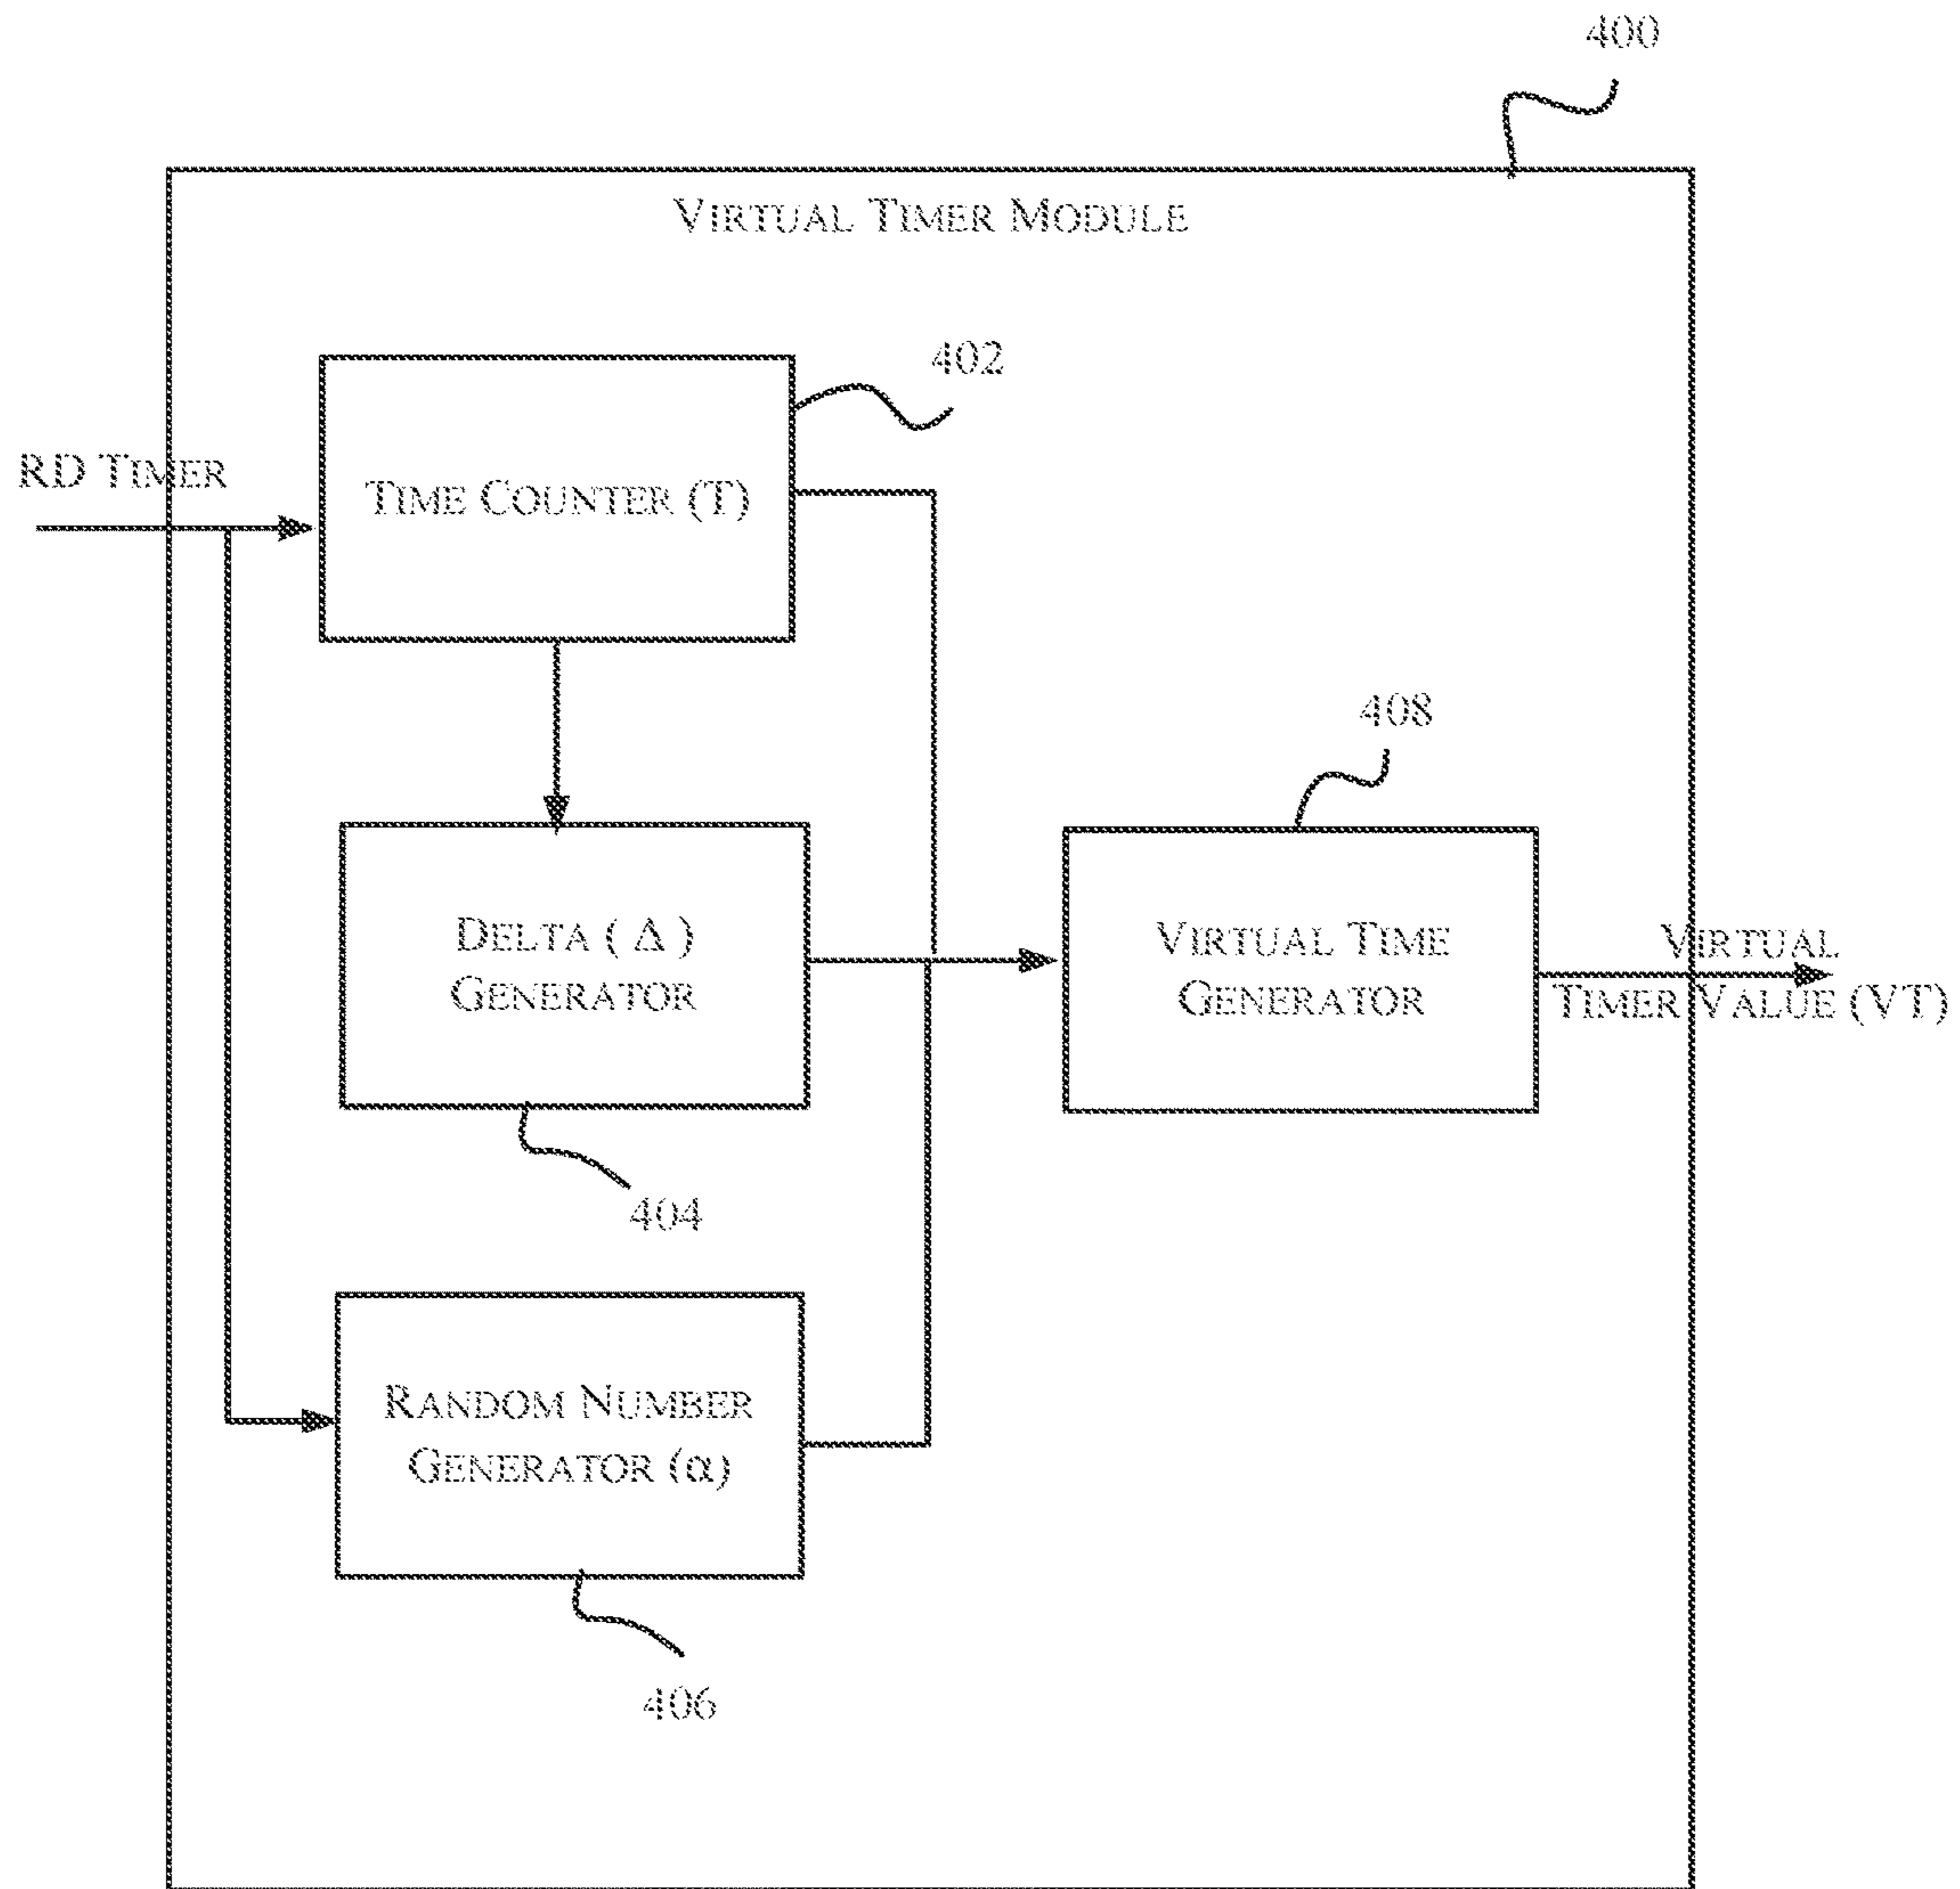 400
VIRTUAL TIMER MODULE
402
RD TIMER
TIME COUNTER (T)
408
DELTA ( Δ )
GENERATOR
VIRTUAL TIME
GENERATOR
VIRTUAL
TIMER VALUE (VT)
404
RANDOM NUMBER
GENERATOR (α)
406